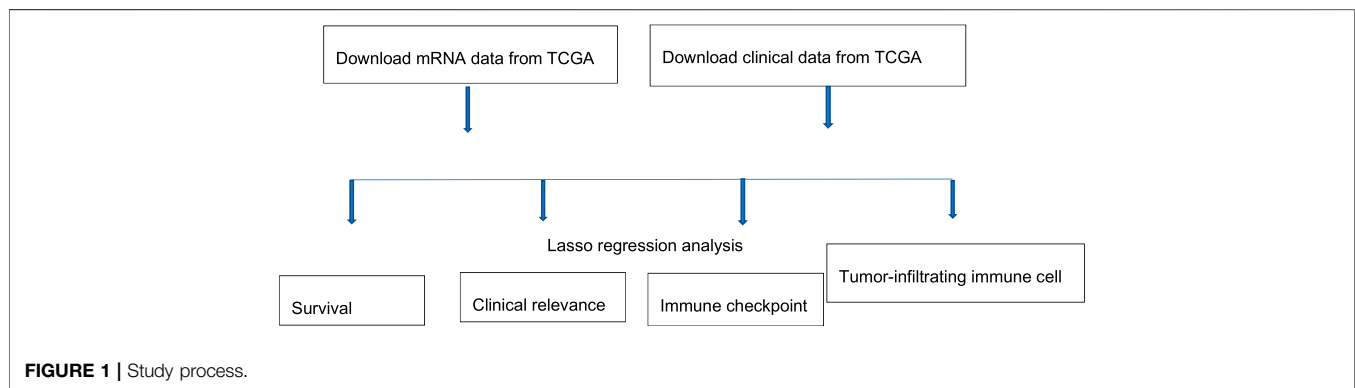 Download mRNA data from TCGA
Download clinical data from TCGA
Lasso regression analysis
Survival
Clinical relevance
Immune checkpoint
Tumor-infiltrating immune cell
FIGURE 1 | Study process.